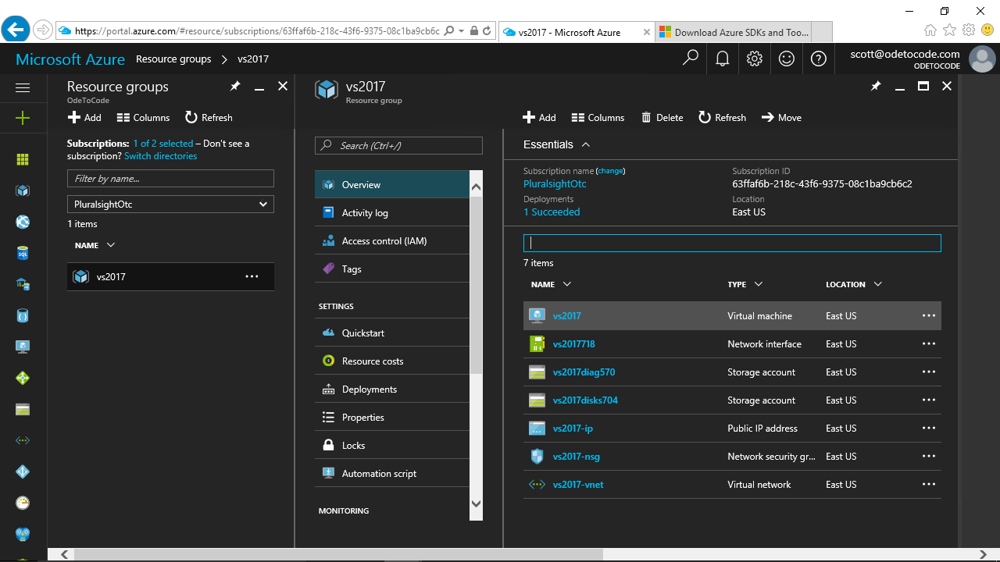 https://portal.azure.com/#resource/subscriptions/63ffaf6b-218c-43f6-9375-08c1ba9cb6c
vs2017 - Microsoft Azure
Download Azure SDKs and Too...
Microsoft Azure
Resource groups
vs2017
scott@odetocode.com
ODETOCODE
Resource groups
OdeToCode
Add
Columns
Refresh
Subscriptions: 1 of 2 selected – Don't see a
subscription? Switch directories
Filter by name...
PluralsightOtc
1 items
NAME
vs2017
vs2017
Resource group
Search (Ctrl+/)
Overview
Activity log
Access control (IAM)
Tags
SETTINGS
Quickstart
Resource costs
Deployments
Properties
Locks
Automation script
MONITORING
Add
Columns
Delete
Refresh
Move
Essentials
Subscription name (change)
PluralsightOtc
Deployments
1 Succeeded
Subscription ID
63ffaf6b-218c-43f6-9375-08c1ba9cb6c2
Location
East US
7 items
NAME TYPE LOCATION
vs2017 Virtual machine East US
vs2017718 Network interface East US
vs2017diag570 Storage account East US
vs2017disks704 Storage account East US
vs2017-ip Public IP address East US
vs2017-nsg Network security gr... East US
vs2017-vnet Virtual network East US